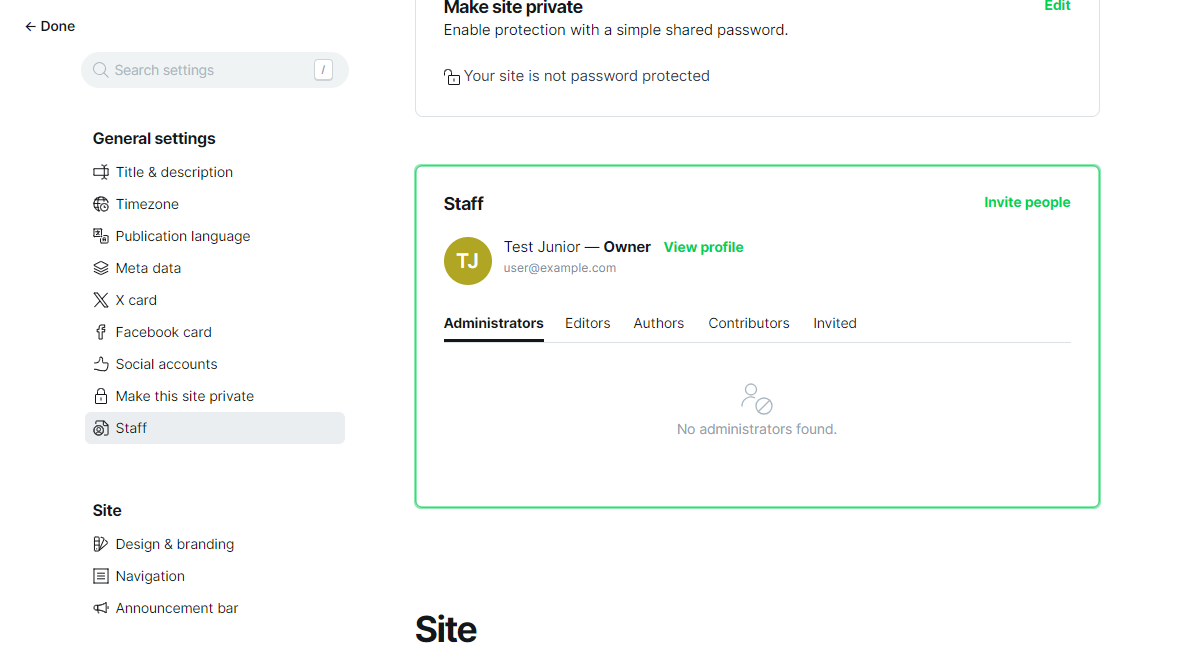 ← Done
Search settings /
General settings
Title & description
Timezone
Publication language
Meta data
X card
Facebook card
Social accounts
Make this site private
Staff
Site
Design & branding
Navigation
Announcement bar
Make site private Edit
Enable protection with a simple shared password.
Your site is not password protected
Staff Invite people
TJ
Test Junior — Owner View profile
user@example.com
Administrators Editors Authors Contributors Invited
No administrators found.
Site